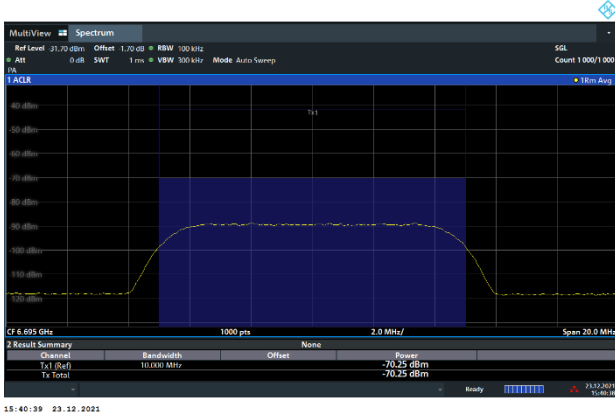 MultiView Spectrum
Ref Level -31.70 dBm Offset -1.70 dB RBW 100 kHz SGL
Att 0 dB SWT 1 ms VBW 300 kHz Mode Auto Sweep Count 1000/1000
PA
1 ACLR 1Rm Avg
Tx1
-40 dBm
-50 dBm
-60 dBm
-70 dBm
-80 dBm
-90 dBm
-100 dBm
-110 dBm
-120 dBm
CF 6.695 GHz 1000 pts 2.0 MHz/ Span 20.0 MHz
2 Result Summary None
Channel Bandwidth Offset Power
Tx1 (Ref) 10.000 MHz -70.25 dBm
Tx Total -70.25 dBm
Ready 23.12.2021
15:40:38
15:40:39 23.12.2021